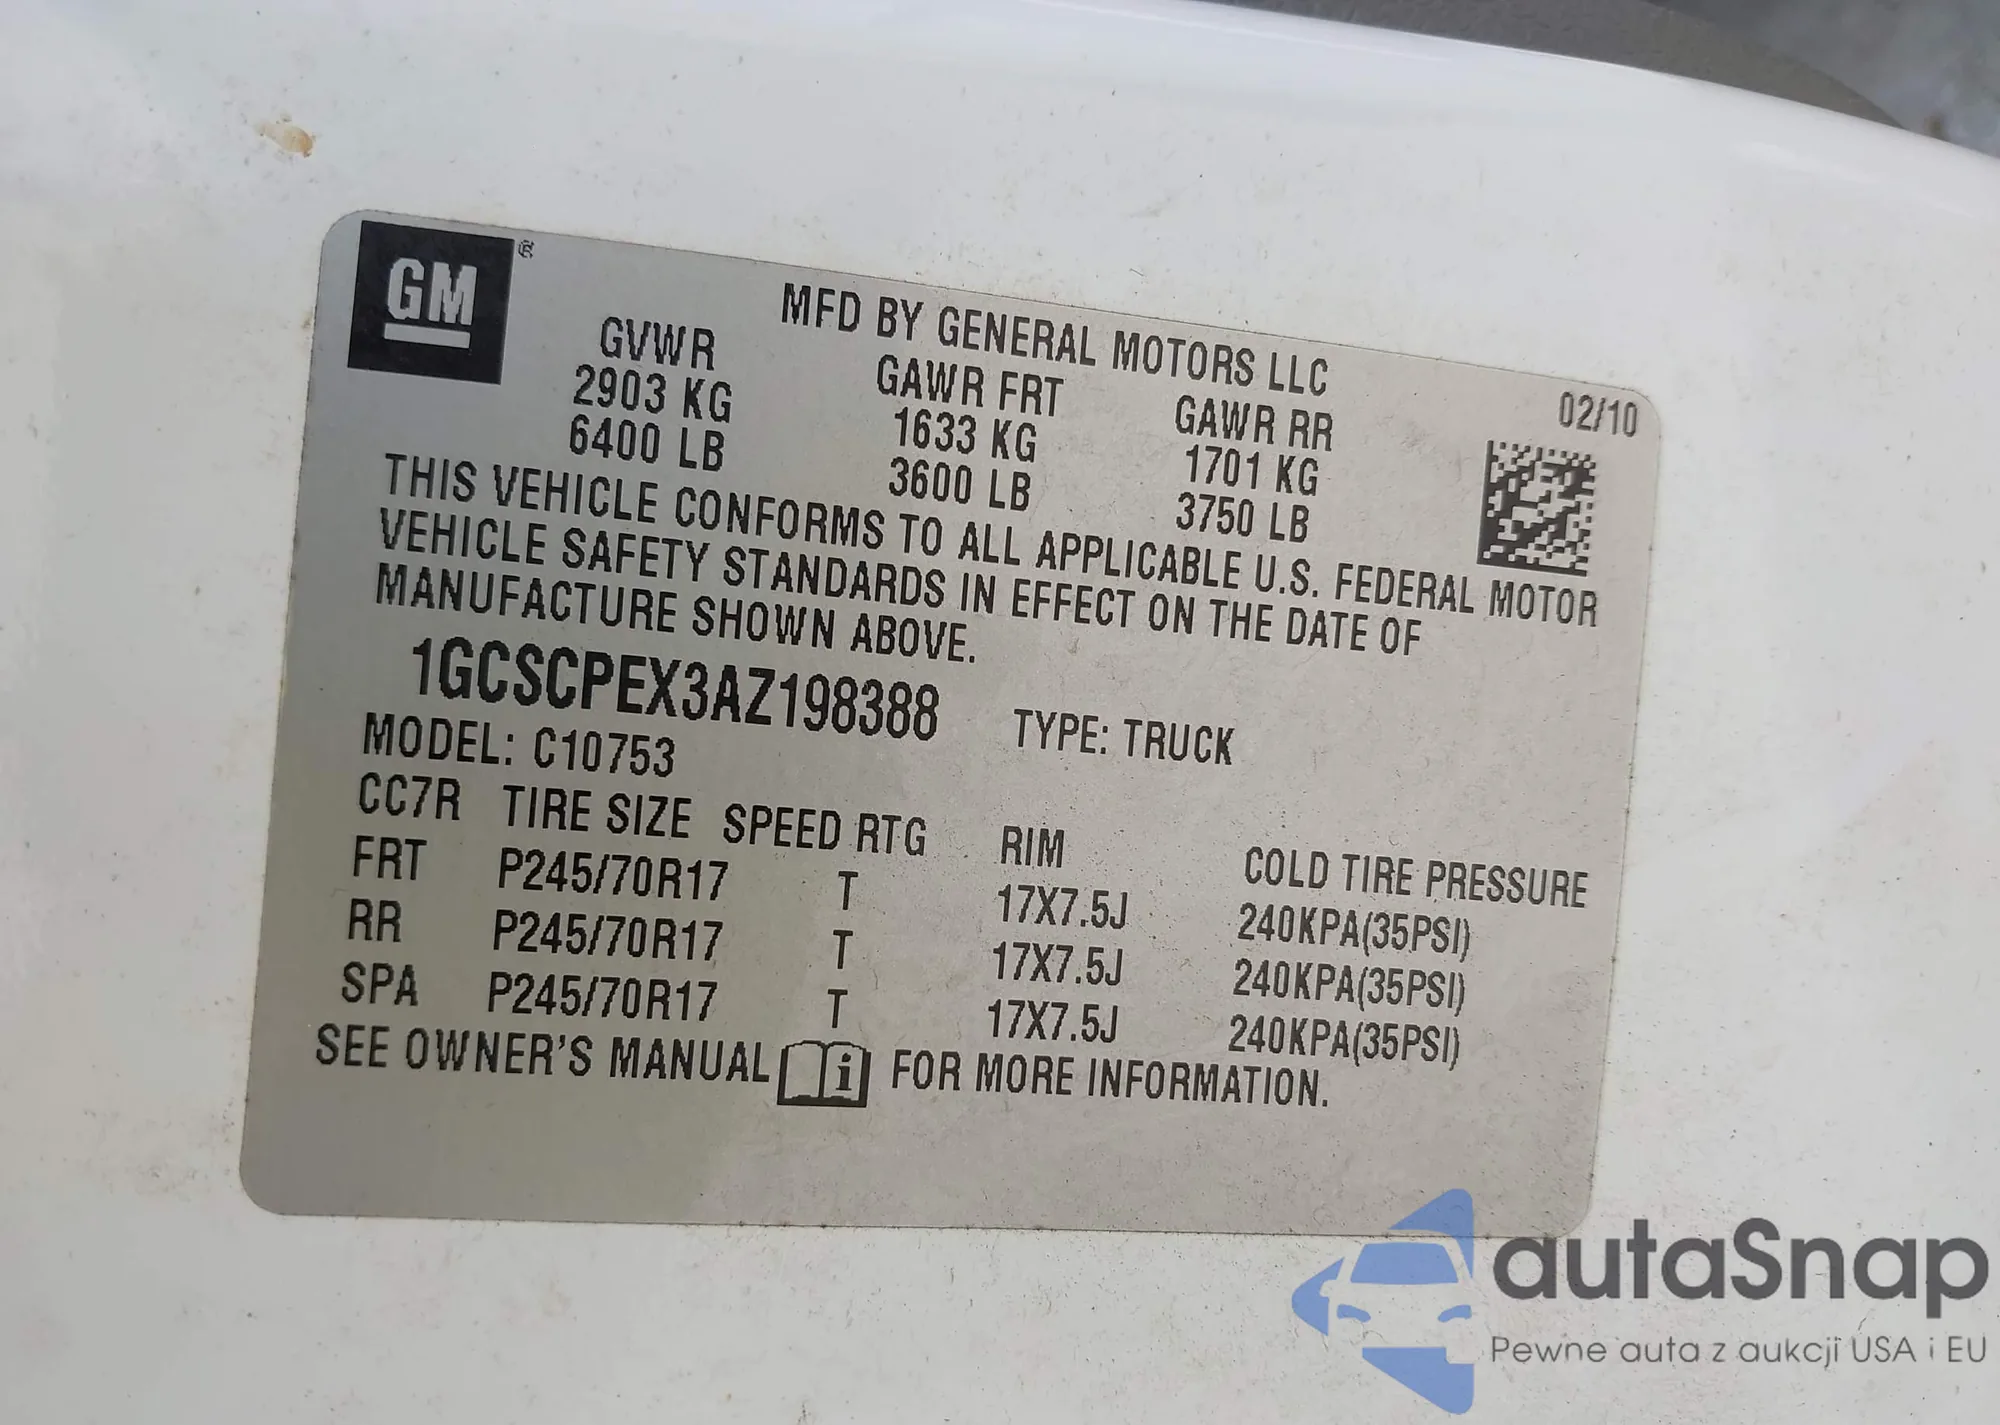 GM ®
MFD BY GENERAL MOTORS LLC
GVWR GAWR FRT GAWR RR 02/10
2903 KG 1633 KG 1701 KG
6400 LB 3600 LB 3750 LB
THIS VEHICLE CONFORMS TO ALL APPLICABLE U.S. FEDERAL MOTOR
VEHICLE SAFETY STANDARDS IN EFFECT ON THE DATE OF
MANUFACTURE SHOWN ABOVE.
1GCSCPEX3AZ198388 TYPE: TRUCK
MODEL: C10753
CC7R TIRE SIZE SPEED RTG RIM COLD TIRE PRESSURE
FRT P245/70R17 T 17X7.5J 240KPA(35PSI)
RR P245/70R17 T 17X7.5J 240KPA(35PSI)
SPA P245/70R17 T 17X7.5J 240KPA(35PSI)
SEE OWNER'S MANUAL i FOR MORE INFORMATION.
autaSnap
Pewne auta z aukcji USA i EU